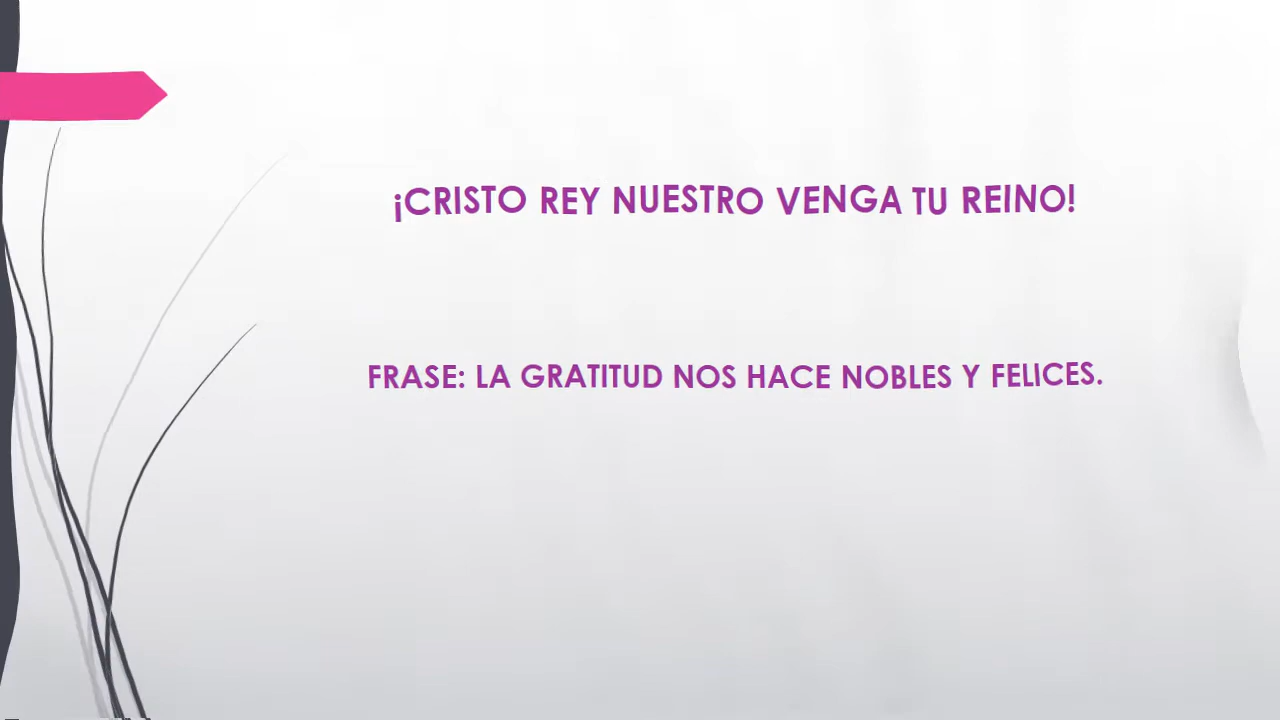 ¡CRISTO REY NUESTRO VENGA TU REINO!
FRASE: LA GRATITUD NOS HACE NOBLES Y FELICES.